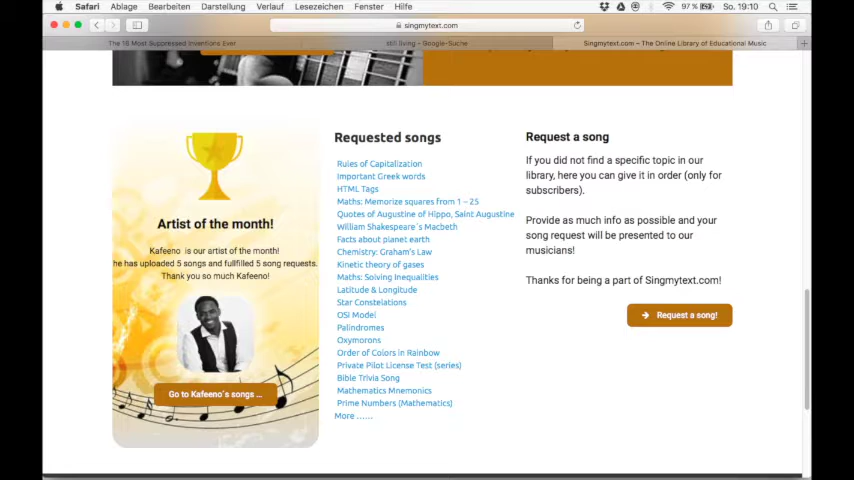 Safari Ablage Bearbeiten Darstellung Verlauf Lesezeichen Fenster Hilfe 97 % So. 19:10
singmytext.com
The 16 Most Suppressed Inventions Ever
still living - Google-Suche
Singmytext.com – The Online Library of Educational Music
Artist of the month!
Kafeeno is our artist of the month!
he has uploaded 5 songs and fullfilled 5 song requests.
Thank you so much Kafeeno!
Go to Kafeeno´s songs ...
Requested songs
Rules of Capitalization
Important Greek words
HTML Tags
Maths: Memorize squares from 1 – 25
Quotes of Augustine of Hippo, Saint Augustine
William Shakespeare´s Macbeth
Facts about planet earth
Chemistry: Graham's Law
Kinetic theory of gases
Maths: Solving Inequalities
Latitude & Longitude
Star Constelations
OSI Model
Palindromes
Oxymorons
Order of Colors in Rainbow
Private Pilot License Test (series)
Bible Trivia Song
Mathematics Mnemonics
Prime Numbers (Mathematics)
More ……
Request a song
If you did not find a specific topic in our
library, here you can give it in order (only for
subscribers).
Provide as much info as possible and your
song request will be presented to our
musicians!
Thanks for being a part of Singmytext.com!
Request a song!